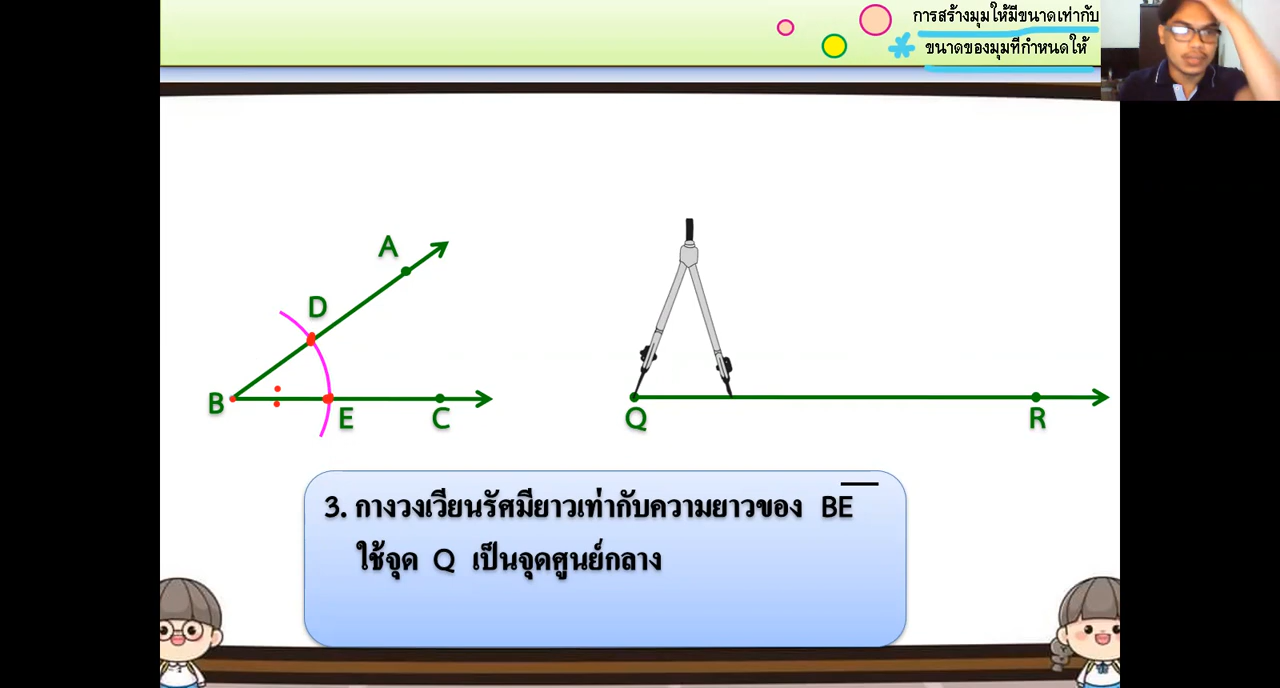 การสร้างมุมให้มีขนาดเท่ากับ
ขนาดของมุมที่กำหนดให้
A
D
B
E
C
Q
R
3. กางวงเวียนรัศมียาวเท่ากับความยาวของ BE
ใช้จุด Q เป็นจุดศูนย์กลาง